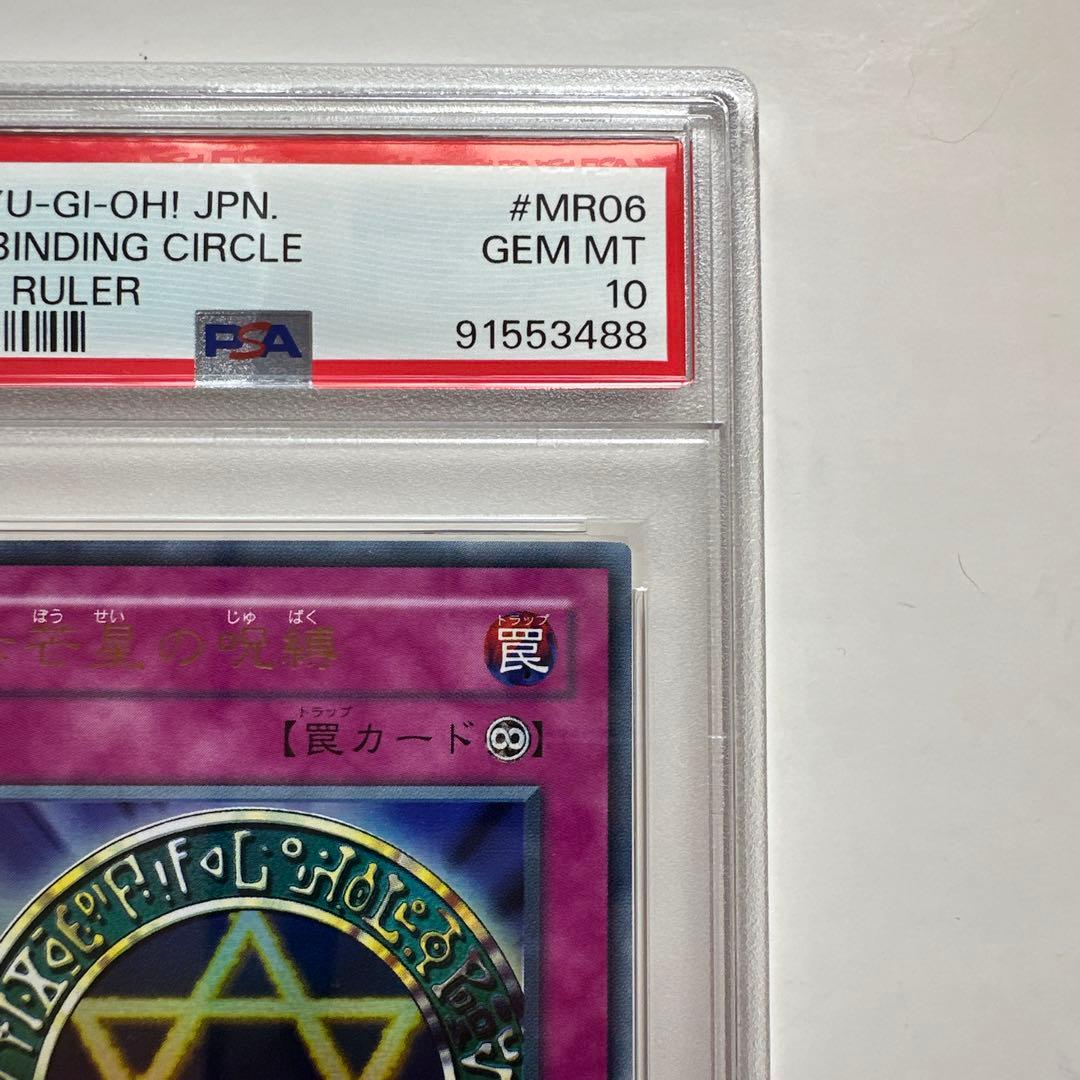 YU-GI-OH! JPN.
#MR06
BINDING CIRCLE
GEM MT
RULER
10
PSA
91553488
ぼう せい じゅ ばく
芒星の呪縛
トラップ
罠
トラップ
【罠カード】